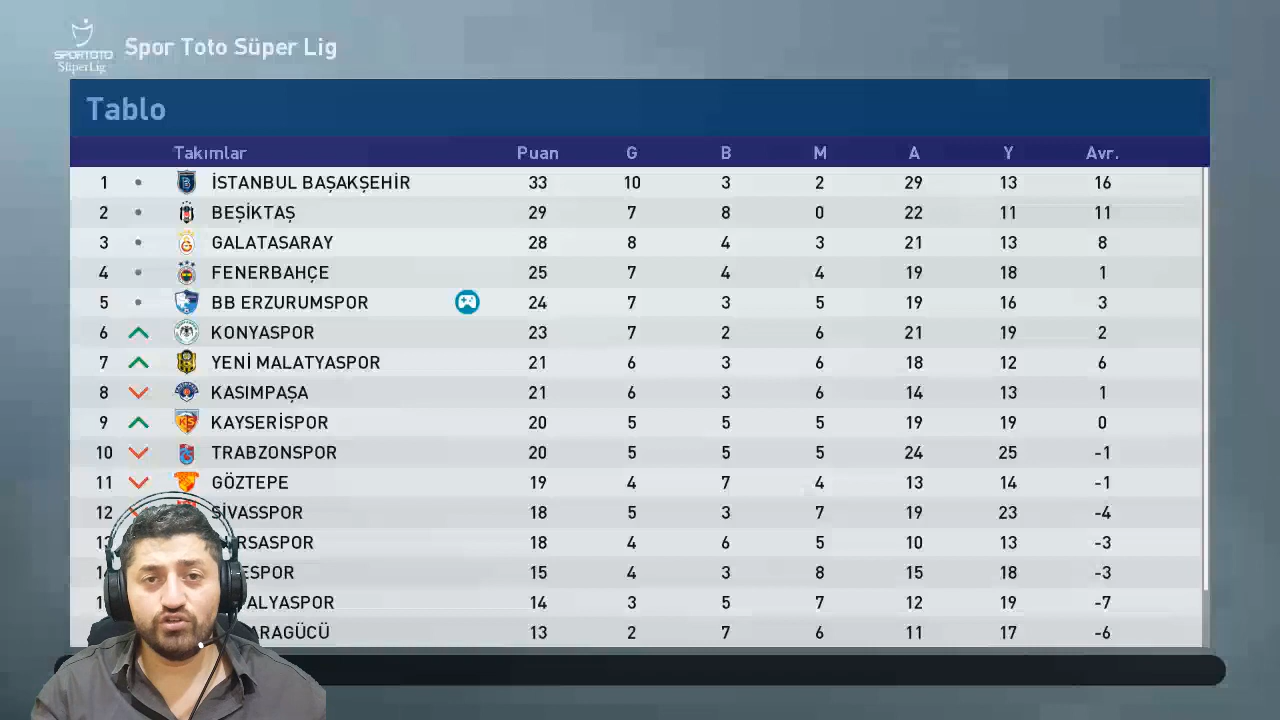 SPORTOTO
SüperLig
Spor Toto Süper Lig
Tablo
Takımlar Puan G B M A Y Avr.
1 İSTANBUL BAŞAKŞEHİR 33 10 3 2 29 13 16
2 BEŞİKTAŞ 29 7 8 0 22 11 11
3 GALATASARAY 28 8 4 3 21 13 8
4 FENERBAHÇE 25 7 4 4 19 18 1
5 BB ERZURUMSPOR 24 7 3 5 19 16 3
6 KONYASPOR 23 7 2 6 21 19 2
7 YENİ MALATYASPOR 21 6 3 6 18 12 6
8 KASIMPAŞA 21 6 3 6 14 13 1
9 KAYSERİSPOR 20 5 5 5 19 19 0
10 TRABZONSPOR 20 5 5 5 24 25 -1
11 GÖZTEPE 19 4 7 4 13 14 -1
12 SİVASSPOR 18 5 3 7 19 23 -4
RSASPOR 18 4 6 5 10 13 -3
ESPOR 15 4 3 8 15 18 -3
ALYASPOR 14 3 5 7 12 19 -7
ARAGÜCÜ 13 2 7 6 11 17 -6